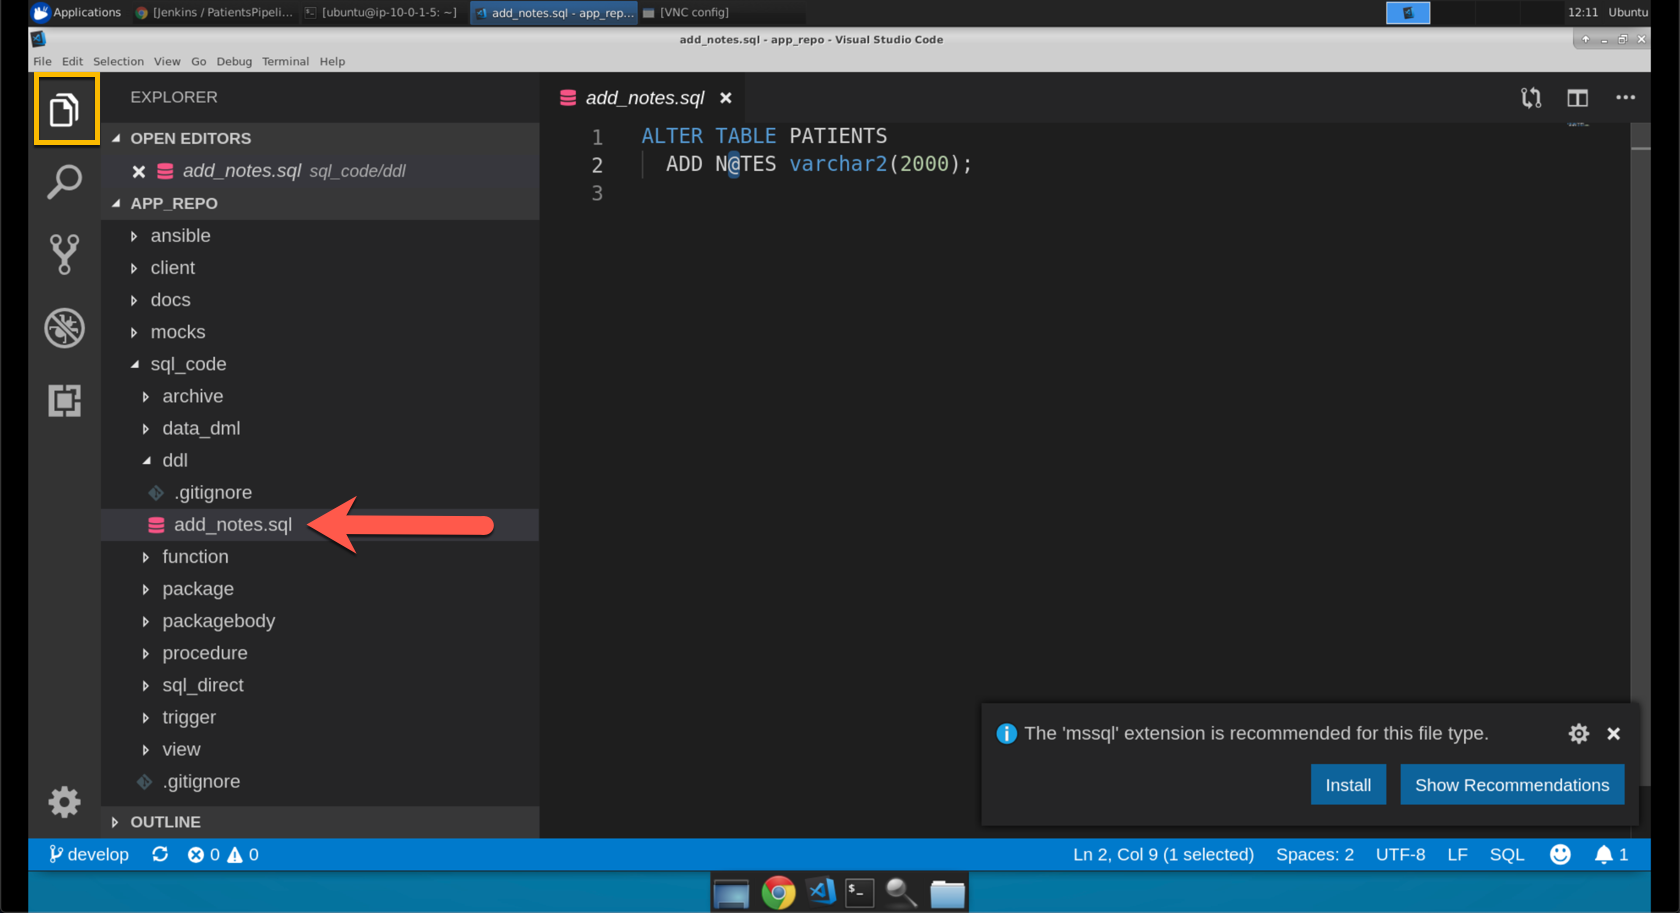 Applications [Jenkins / PatientsPipeli... [ubuntu@ip-10-0-1-5: ~] add_notes.sql - app_rep... [VNC config] 12:11 Ubuntu
add_notes.sql - app_repo - Visual Studio Code
File Edit Selection View Go Debug Terminal Help
EXPLORER
add_notes.sql
OPEN EDITORS
add_notes.sql sql_code/ddl
APP_REPO
ansible
client
docs
mocks
sql_code
archive
data_dml
ddl
.gitignore
add_notes.sql
function
package
packagebody
procedure
sql_direct
trigger
view
.gitignore
OUTLINE
1 ALTER TABLE PATIENTS
2 ADD N@TES varchar2(2000);
3
The 'mssql' extension is recommended for this file type.
Install Show Recommendations
develop 0 0 Ln 2, Col 9 (1 selected) Spaces: 2 UTF-8 LF SQL 1